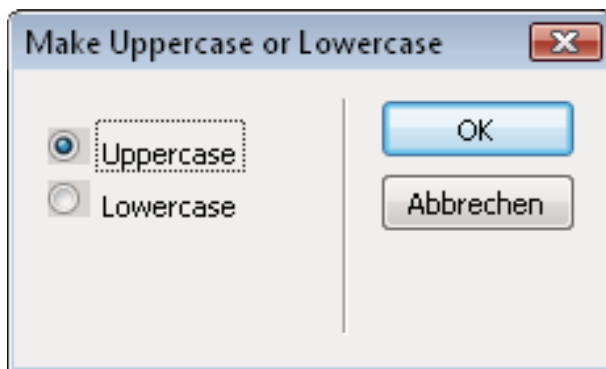 Make Uppercase or Lowercase
Uppercase
Lowercase
OK
Abbrechen